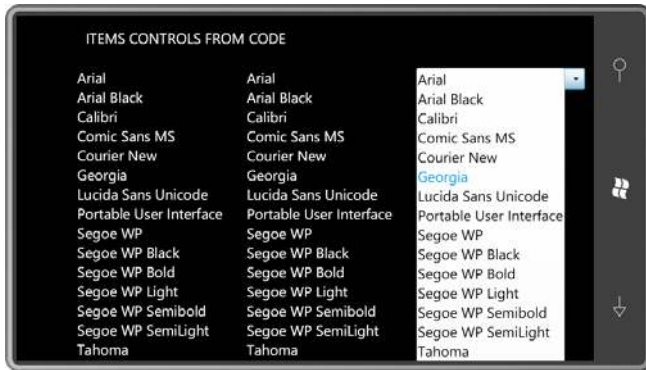 ITEMS CONTROLS FROM CODE
Arial Arial Arial
Arial Black Arial Black Arial Black
Calibri Calibri Calibri
Comic Sans MS Comic Sans MS Comic Sans MS
Courier New Courier New Courier New
Georgia Georgia Georgia
Lucida Sans Unicode Lucida Sans Unicode Lucida Sans Unicode
Portable User Interface Portable User Interface Portable User Interface
Segoe WP Segoe WP Segoe WP
Segoe WP Black Segoe WP Black Segoe WP Black
Segoe WP Bold Segoe WP Bold Segoe WP Bold
Segoe WP Light Segoe WP Light Segoe WP Light
Segoe WP Semibold Segoe WP Semibold Segoe WP Semibold
Segoe WP SemiLight Segoe WP SemiLight Segoe WP SemiLight
Tahoma Tahoma Tahoma